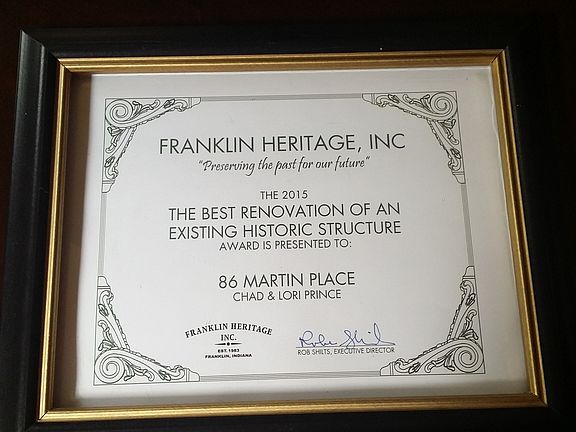 FRANKLIN HERITAGE, INC
"Preserving the past for our future"
THE 2015
THE BEST RENOVATION OF AN
EXISTING HISTORIC STRUCTURE
AWARD IS PRESENTED TO:
86 MARTIN PLACE
CHAD & LORI PRINCE
FRANKLIN HERITAGE
INC.
EST. 1983
FRANKLIN, INDIANA
ROB SHILTS, EXECUTIVE DIRECTOR